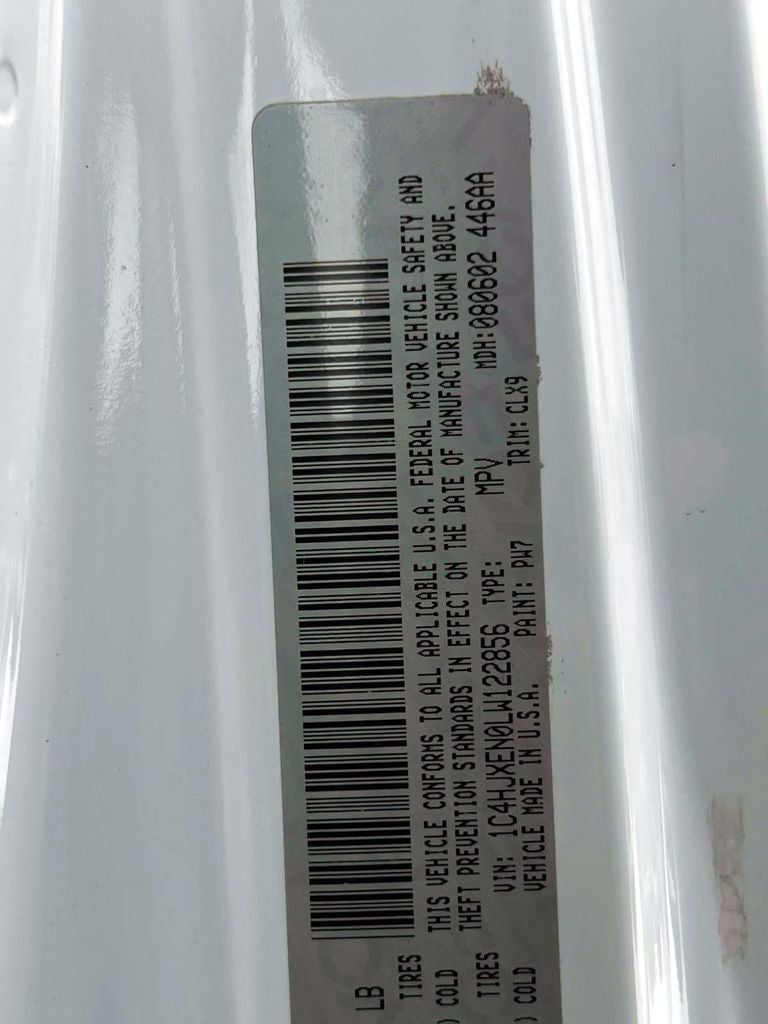 LB
TIRES
) COLD
TIRES
) COLD
THIS VEHICLE CONFORMS TO ALL APPLICABLE U.S.A. FEDERAL MOTOR VEHICLE SAFETY AND
THEFT PREVENTION STANDARDS IN EFFECT ON THE DATE OF MANUFACTURE SHOWN ABOVE.
VIN: 1C4HJXEN0LW122856 TYPE: MPV MDH:080602 446AA
VEHICLE MADE IN U.S.A. PAINT: PW7 TRIM: CLX9